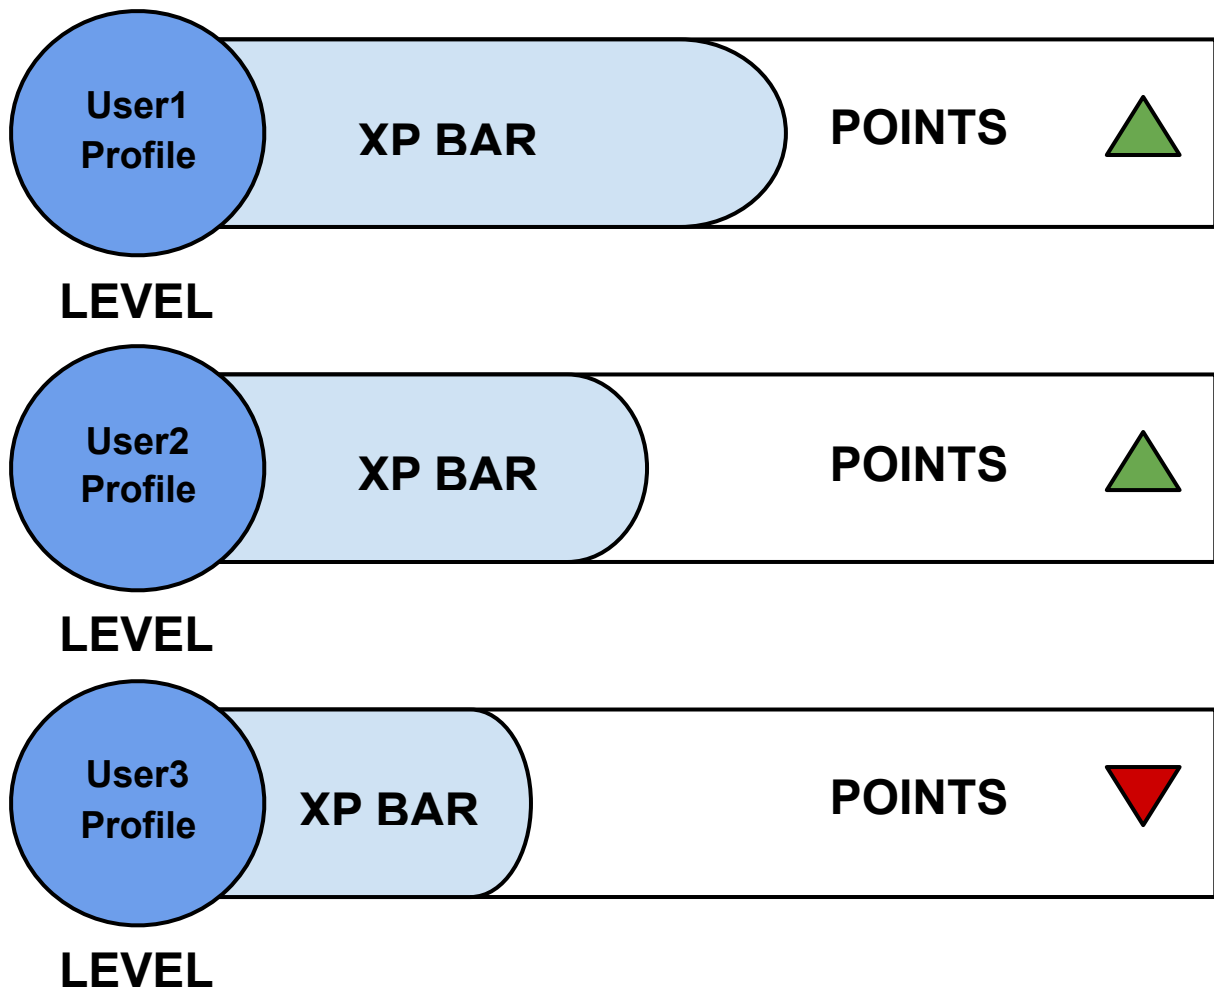 User1
Profile
XP BAR
POINTS
LEVEL
User2
Profile
XP BAR
POINTS
LEVEL
User3
Profile
XP BAR
POINTS
LEVEL